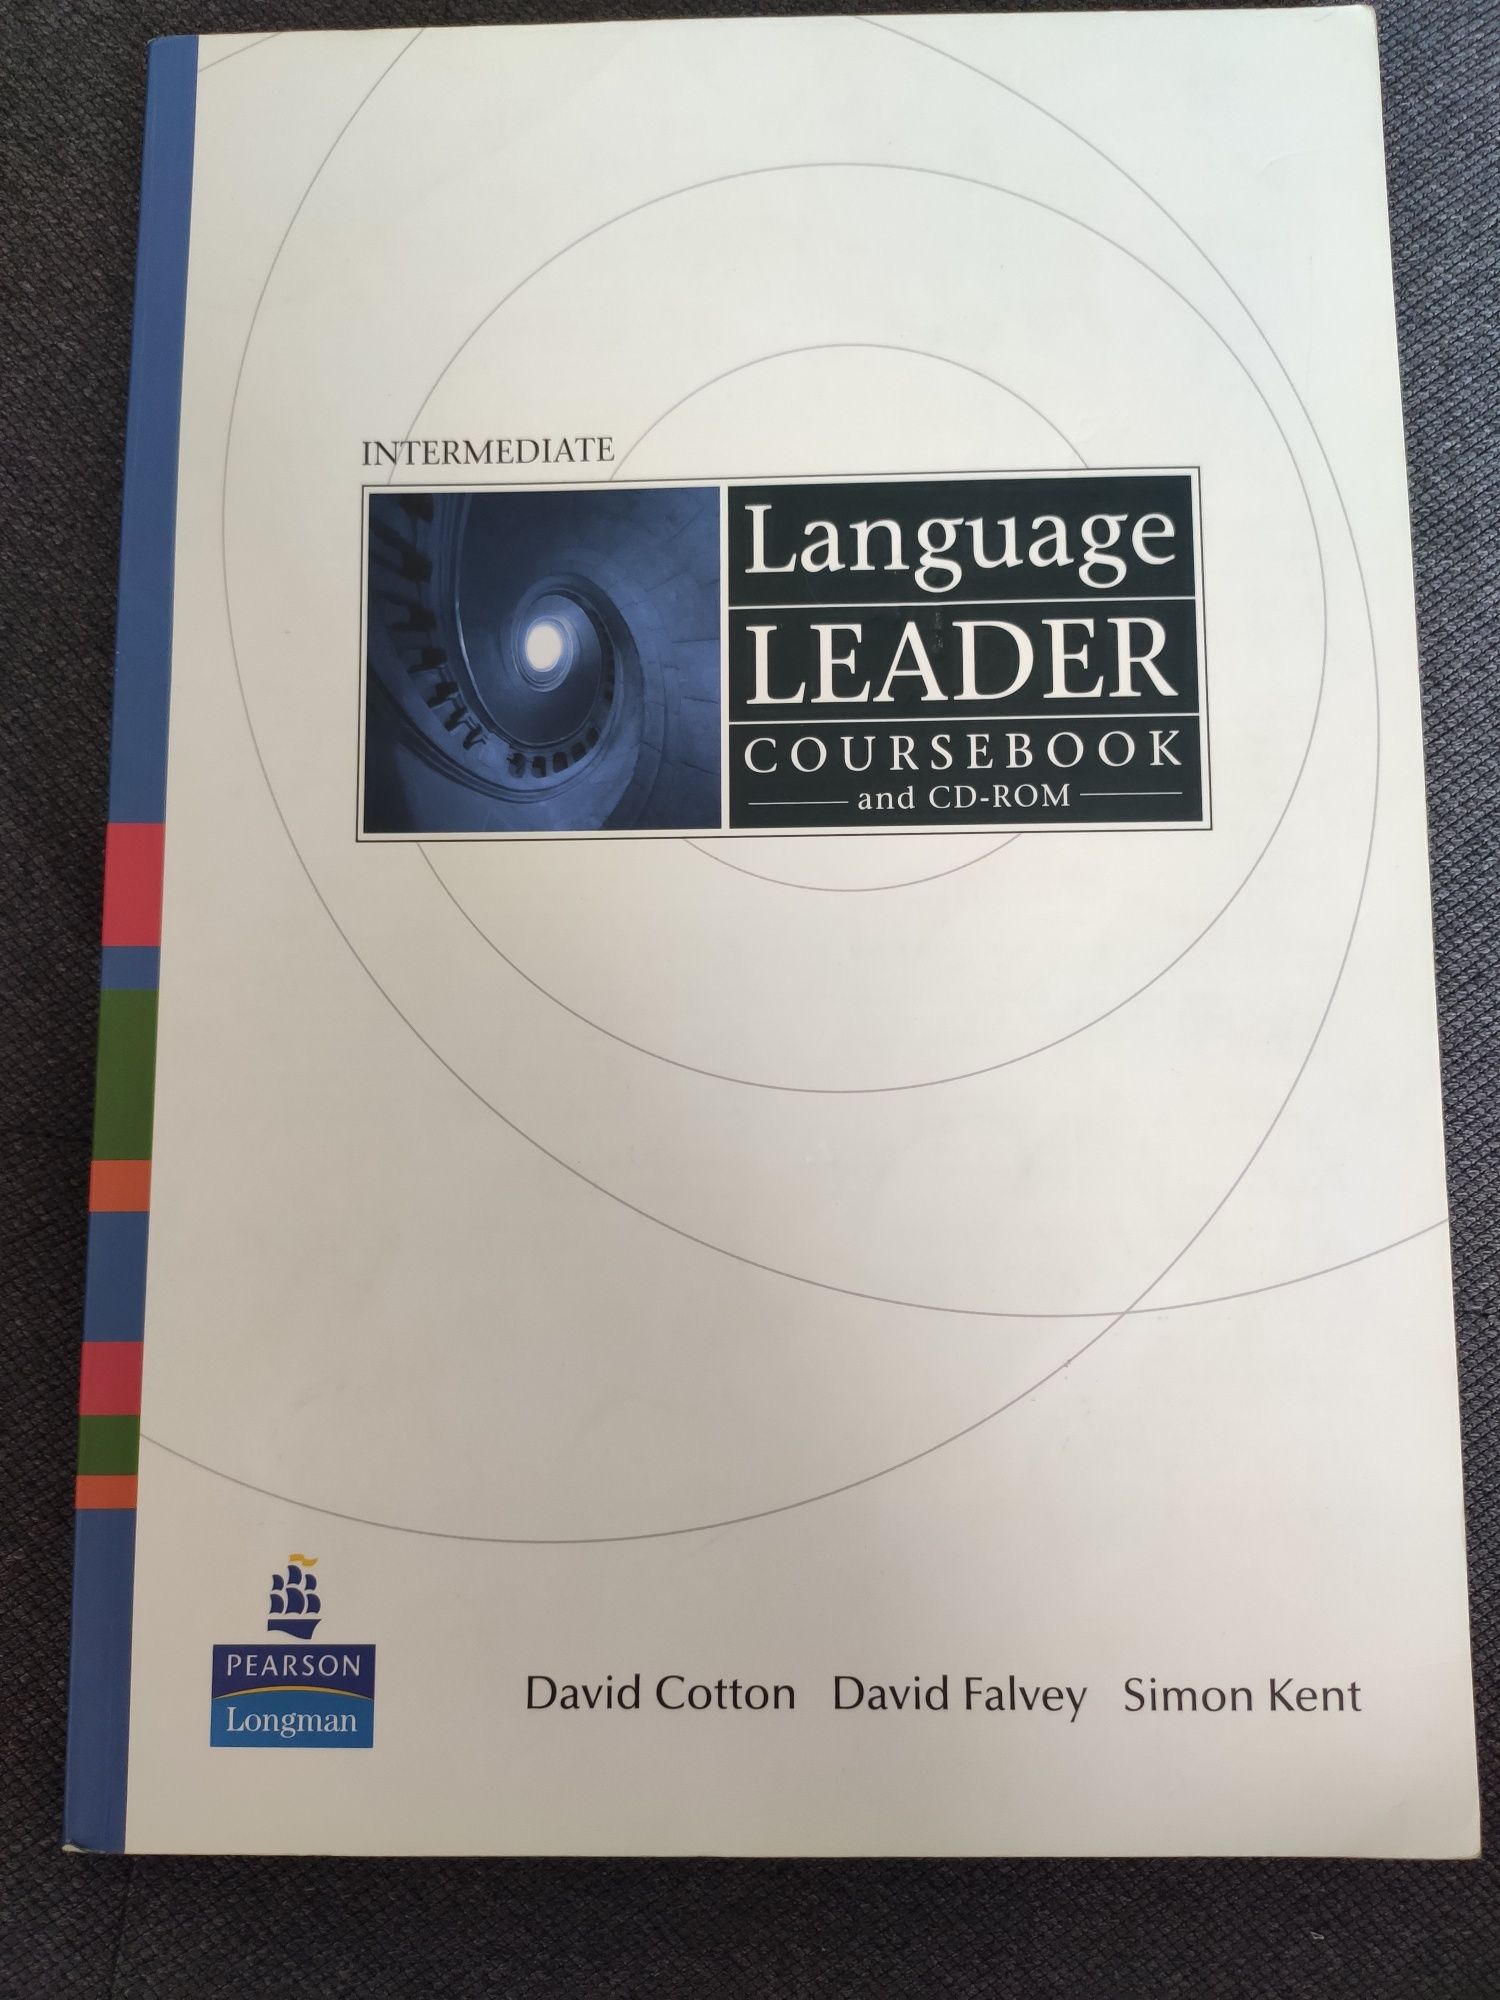 INTERMEDIATE
Language
LEADER
COURSEBOOK
and CD-ROM
PEARSON
Longman
David Cotton David Falvey Simon Kent